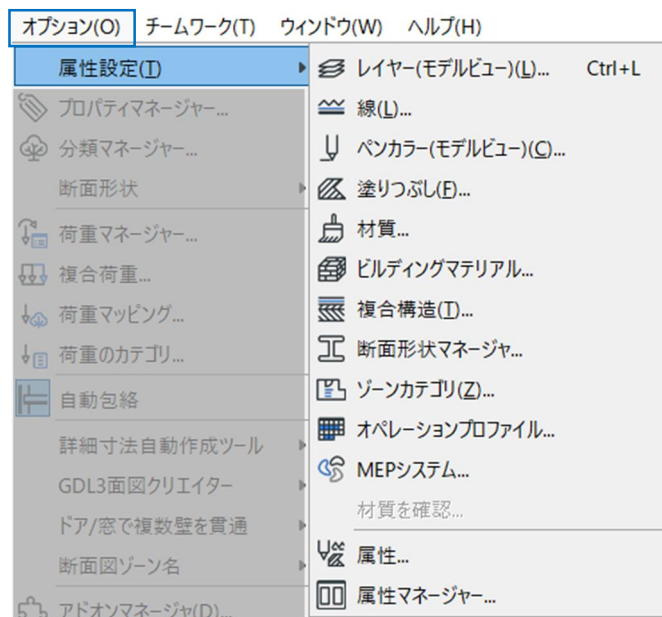 オプション(O) チームワーク(T) ウィンドウ(W) ヘルプ(H)
属性設定(T)
プロパティマネージャー...
分類マネージャー...
断面形状
荷重マネージャー...
複合荷重...
荷重マッピング...
荷重のカテゴリ...
自動包絡
詳細寸法自動作成ツール
GDL3面図クリエイター
ドア/窓で複数壁を貫通
断面図ゾーン名
アドオンマネージャ(D)...
レイヤー(モデルビュー)(L)... Ctrl+L
線(L)...
ペンカラー(モデルビュー)(C)...
塗りつぶし(F)...
材質...
ビルディングマテリアル...
複合構造(T)...
断面形状マネージャ...
ゾーンカテゴリ(Z)...
オペレーションプロファイル...
MEPシステム...
材質を確認...
属性...
属性マネージャー...